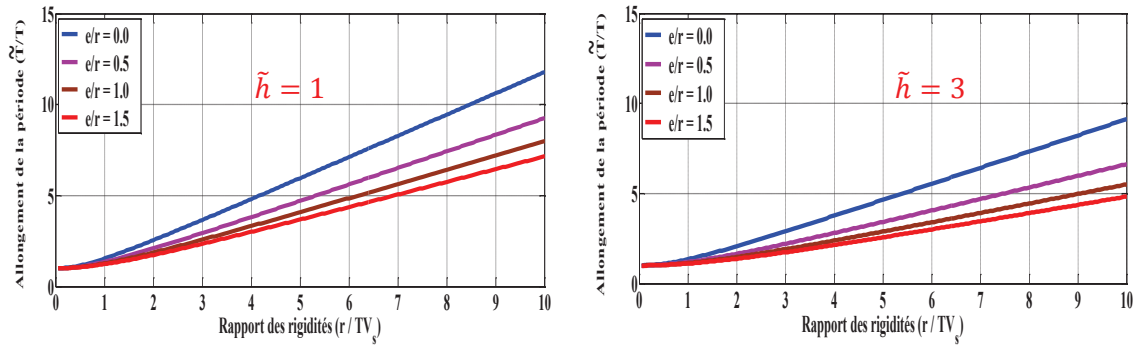 Allongement de la période (T̃/T)
15
10
5
0
e/r = 0.0
e/r = 0.5
e/r = 1.0
e/r = 1.5
h̃ = 1
0 1 2 3 4 5 6 7 8 9 10
Rapport des rigidités (r / TVs)
Allongement de la période (T̃/T)
15
10
5
0
e/r = 0.0
e/r = 0.5
e/r = 1.0
e/r = 1.5
h̃ = 3
0 1 2 3 4 5 6 7 8 9 10
Rapport des rigidités (r / TVs)